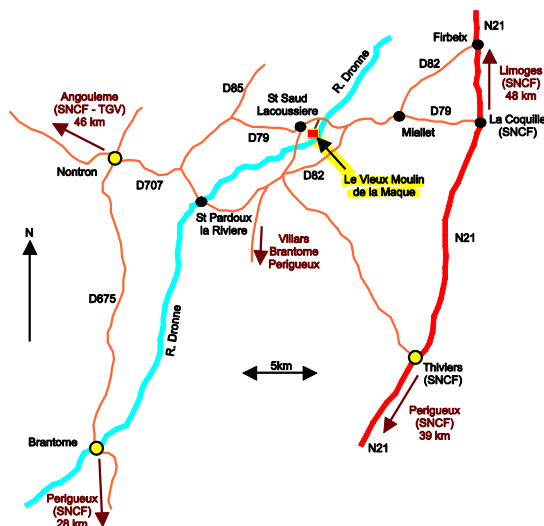 N21
Firbeix
R. Dronne
D82
Limoges
(SNCF)
48 km
D85
Angouleme
(SNCF - TGV)
46 km
St Saud
Lacoussiere
D79
D79
La Coquille
(SNCF)
Miallet
Nontron
D707
D82
Le Vieux Moulin
de la Maque
St Pardoux
la Riviere
N
Villars
Brantome
Perigueux
N21
D675
R. Dronne
5km
Thiviers
(SNCF)
Perigueux
(SNCF)
39 km
Brantome
N21
Perigueux
(SNCF)
28 km